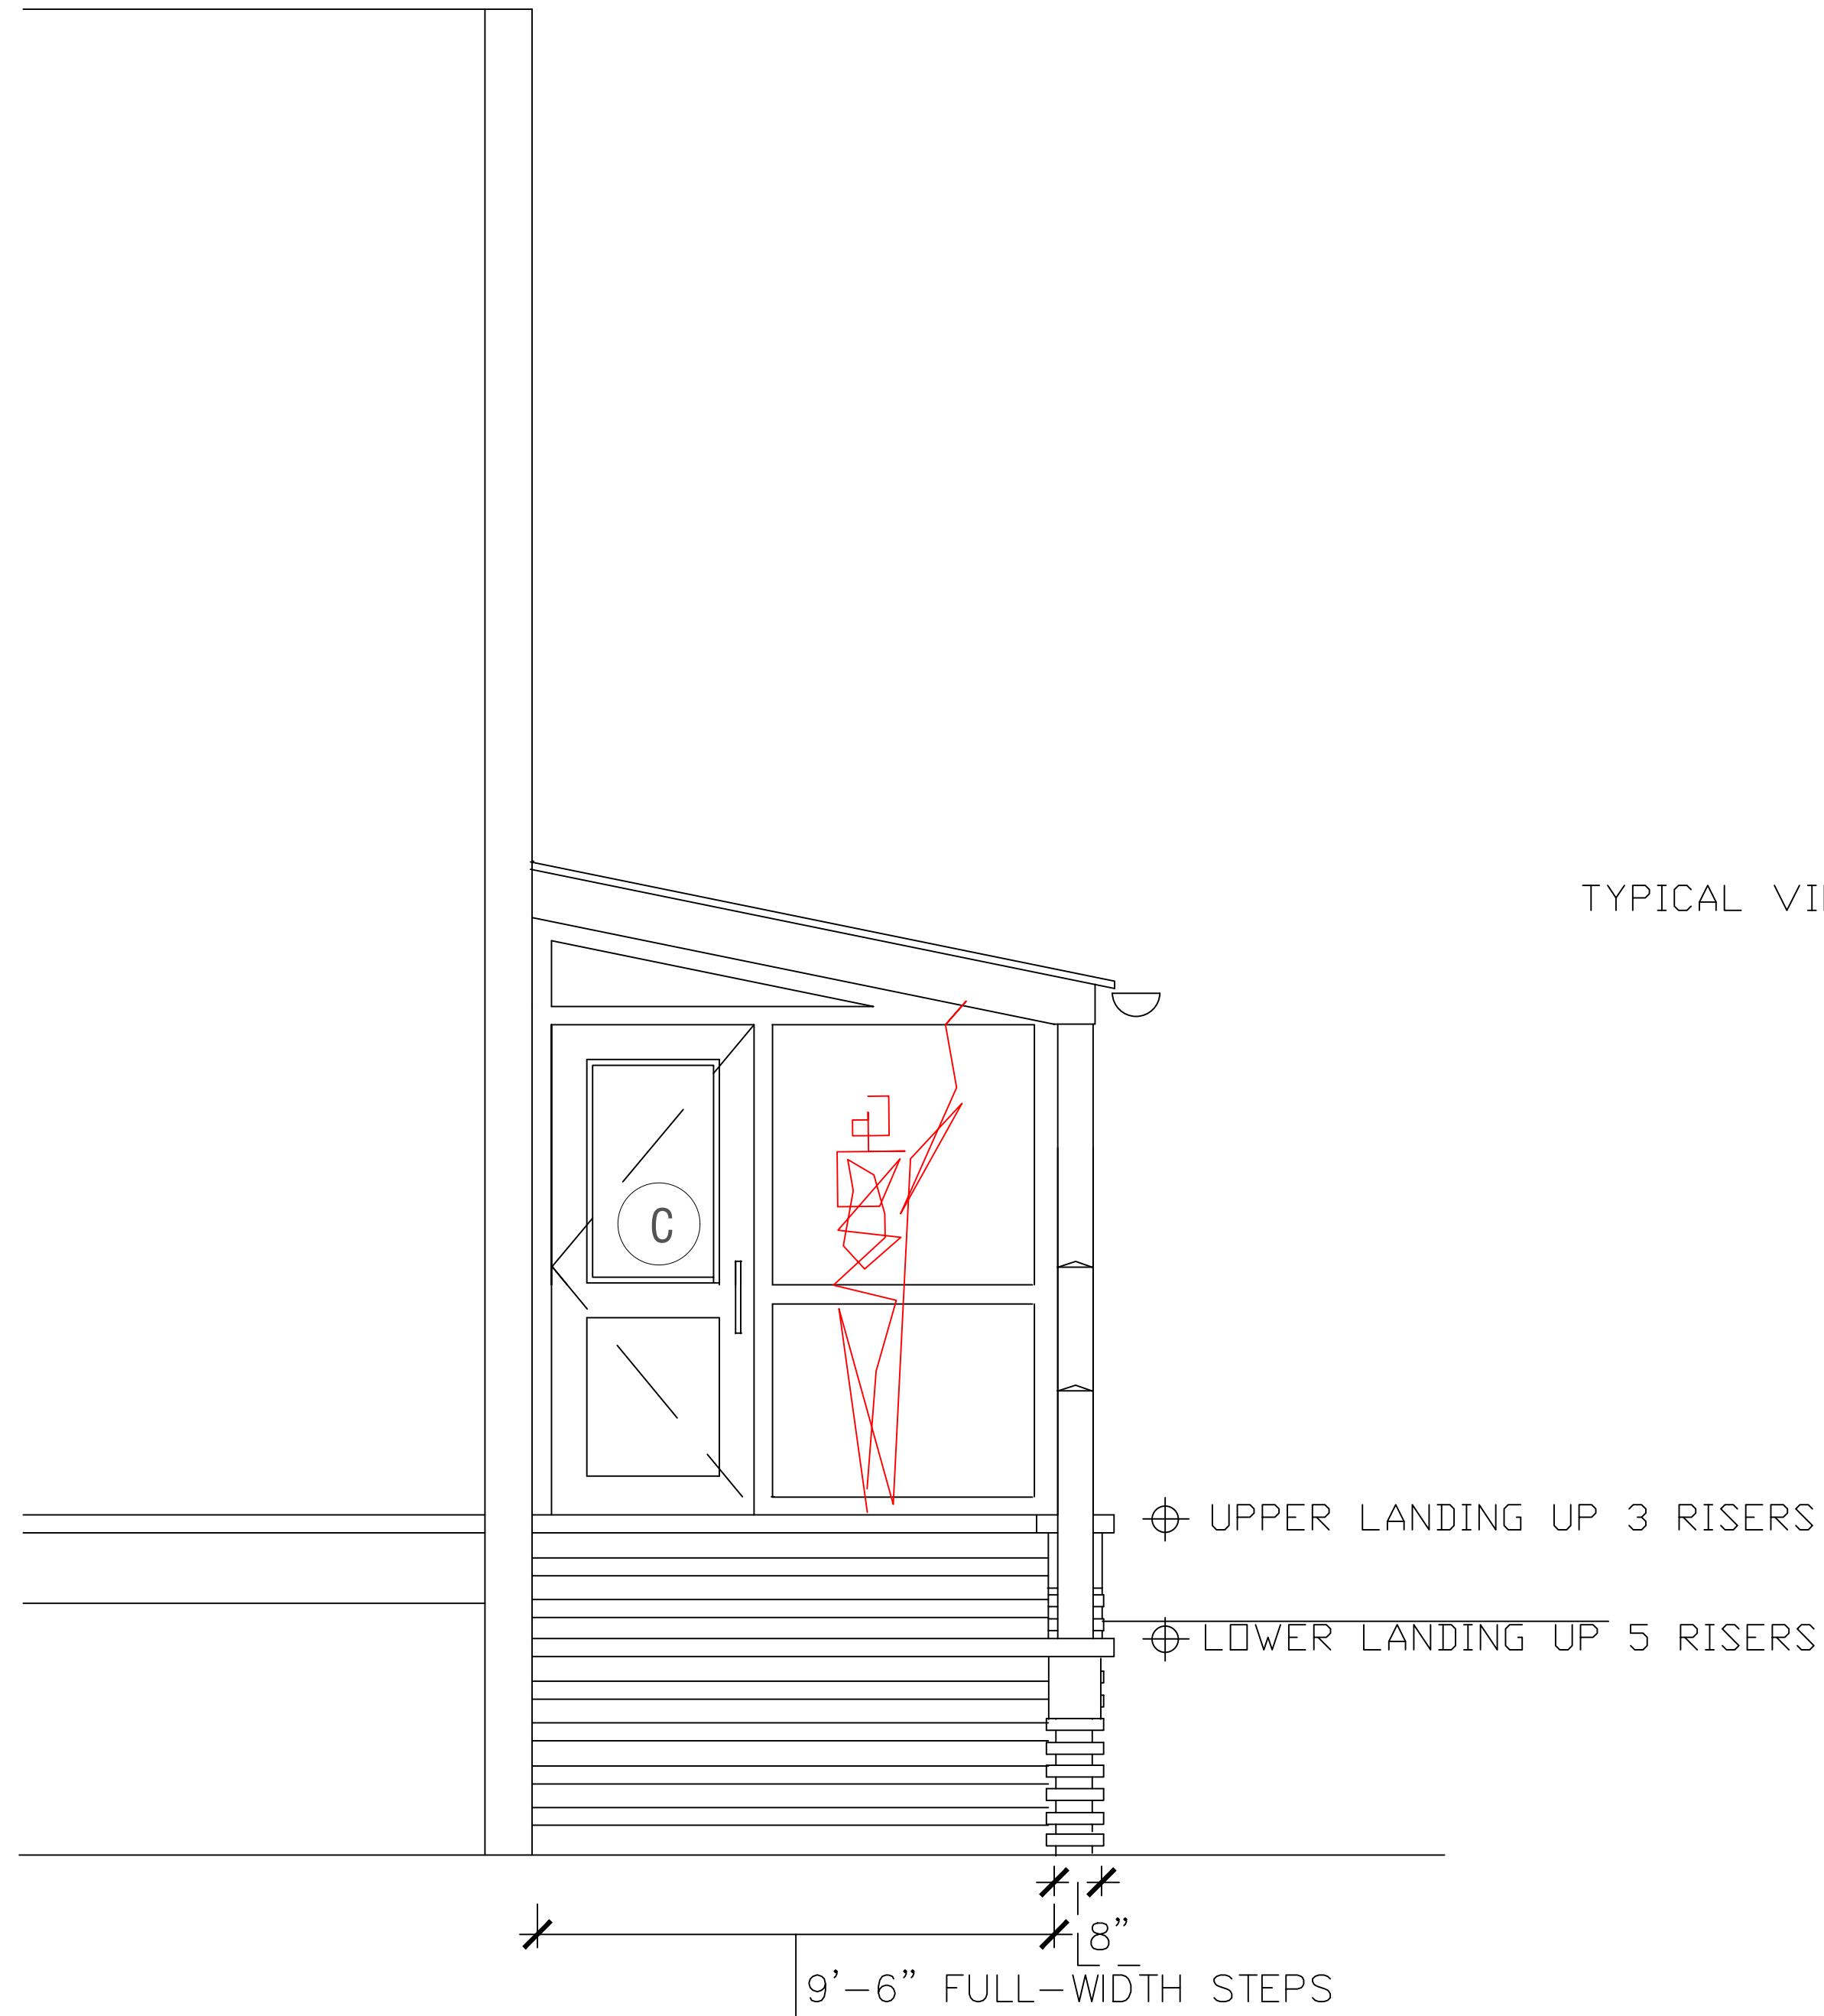 TYPICAL
C
UPPER LANDING UP 3 RISERS
LOWER LANDING UP 5 RISERS
8”
9’-6” FULL-WIDTH STEPS